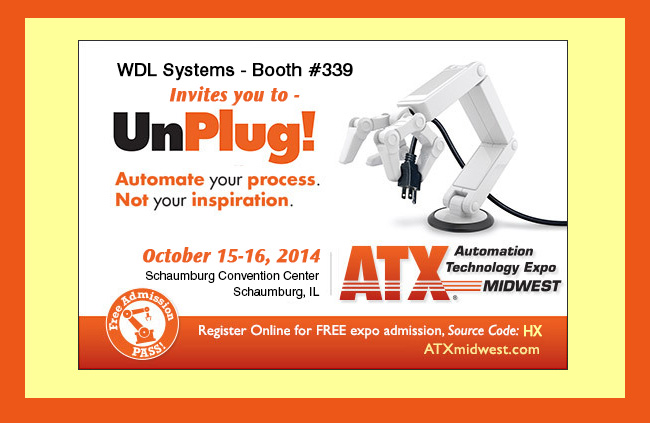 WDL Systems - Booth #339
Invites you to -
UnPlug!
Automate your process.
Not your inspiration.
October 15-16, 2014
Schaumburg Convention Center
Schaumburg, IL
ATX®
Automation
Technology Expo
MIDWEST
Free Admission
PASS!
Register Online for FREE expo admission, Source Code: HX
ATXmidwest.com